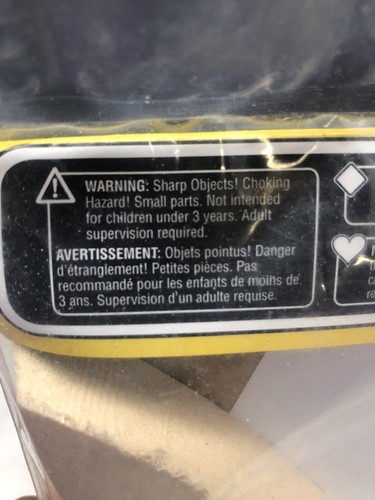 WARNING: Sharp Objects! Choking
Hazard! Small parts. Not intended
for children under 3 years. Adult
supervision required.
AVERTISSEMENT: Objets pointus! Danger
d'étranglement! Petites pièces. Pas
recommandé pour les enfants de moins de
3 ans. Supervision d'un adulte requise.